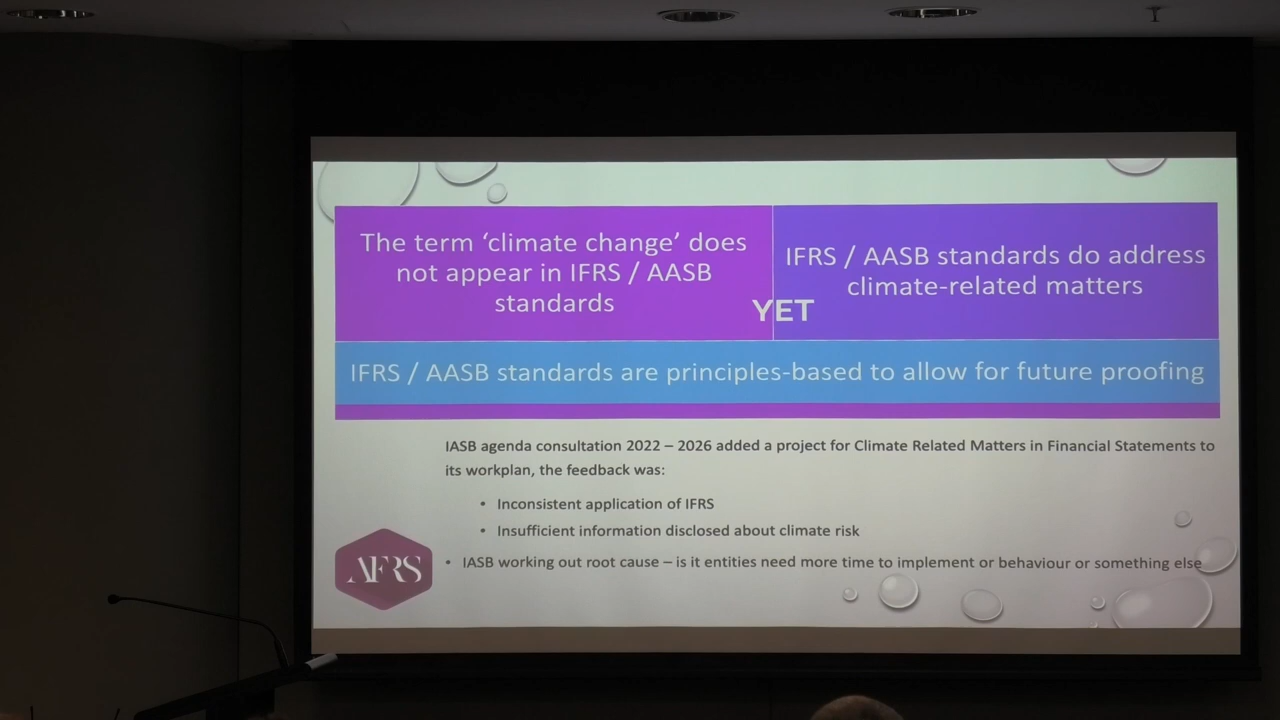 The term ‘climate change’ does
not appear in IFRS / AASB
standards
YET
IFRS / AASB standards do address
climate-related matters
IFRS / AASB standards are principles-based to allow for future proofing
IASB agenda consultation 2022 – 2026 added a project for Climate Related Matters in Financial Statements to
its workplan, the feedback was:
• Inconsistent application of IFRS
• Insufficient information disclosed about climate risk
• IASB working out root cause – is it entities need more time to implement or behaviour or something else
AFRS